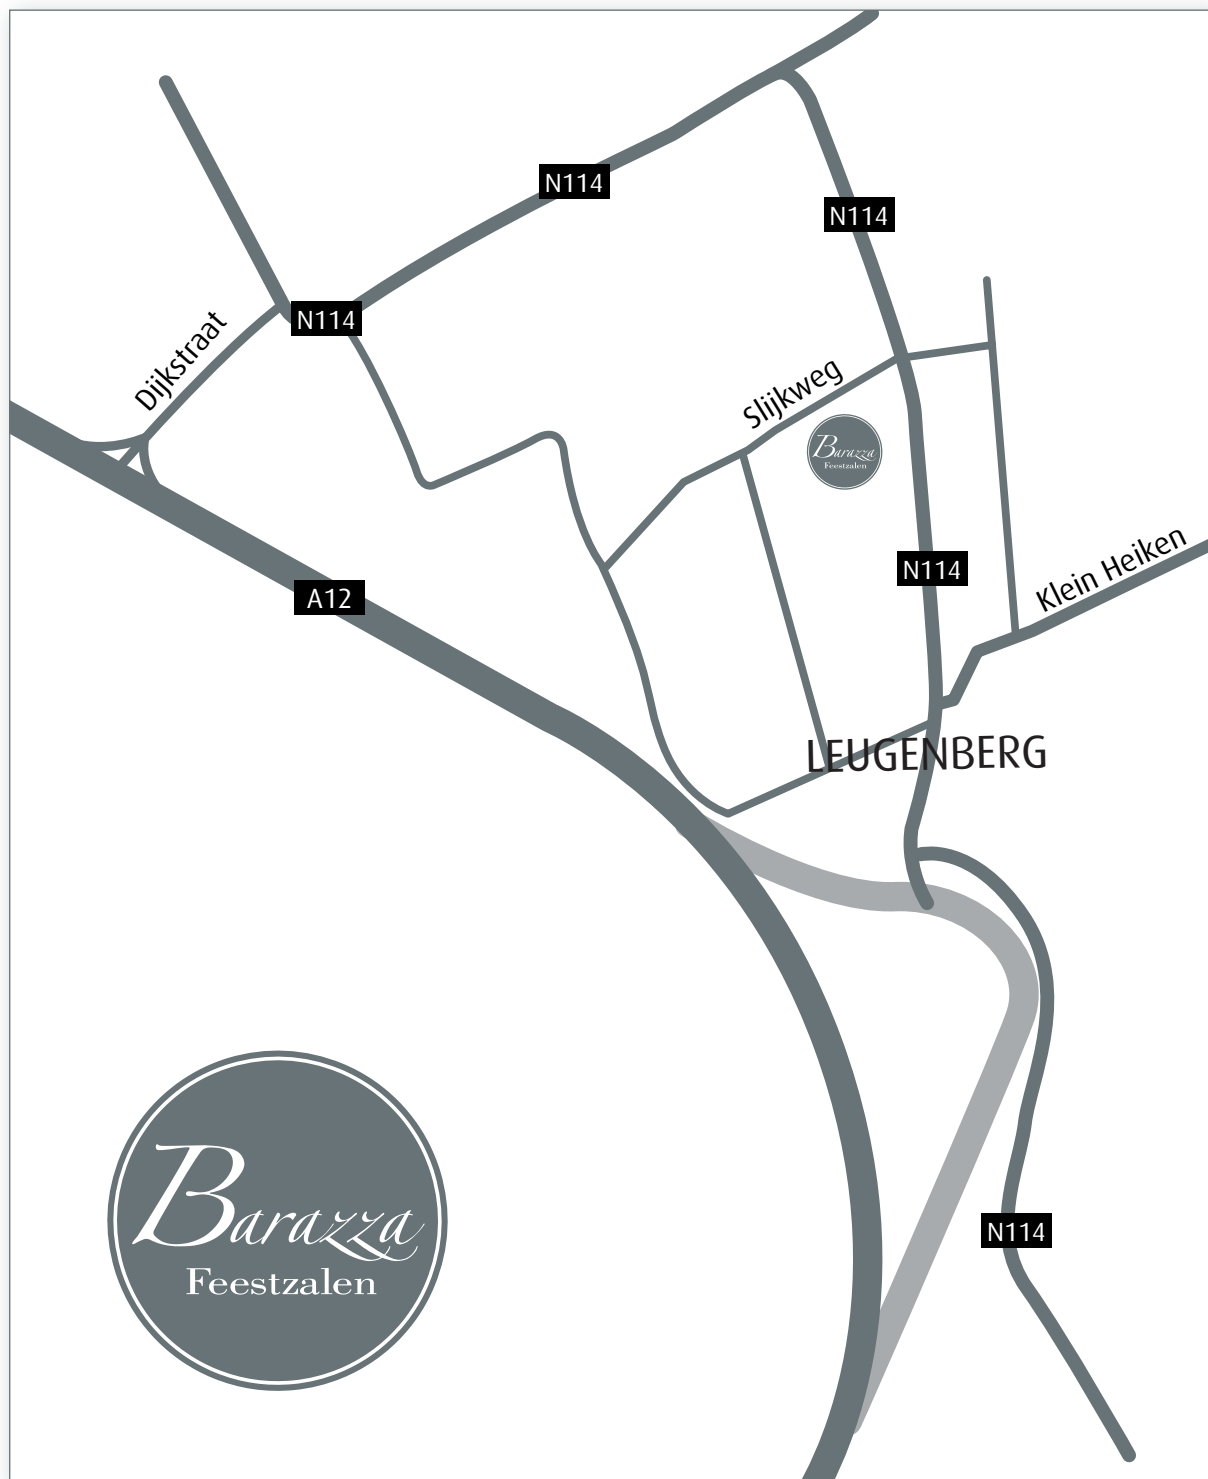 N114
N114
N114
Dijkstraat
Slijkweg
Barazza
Feestzalen
N114
Klein Heiken
A12
LEUGENBERG
Barazza
Feestzalen
N114